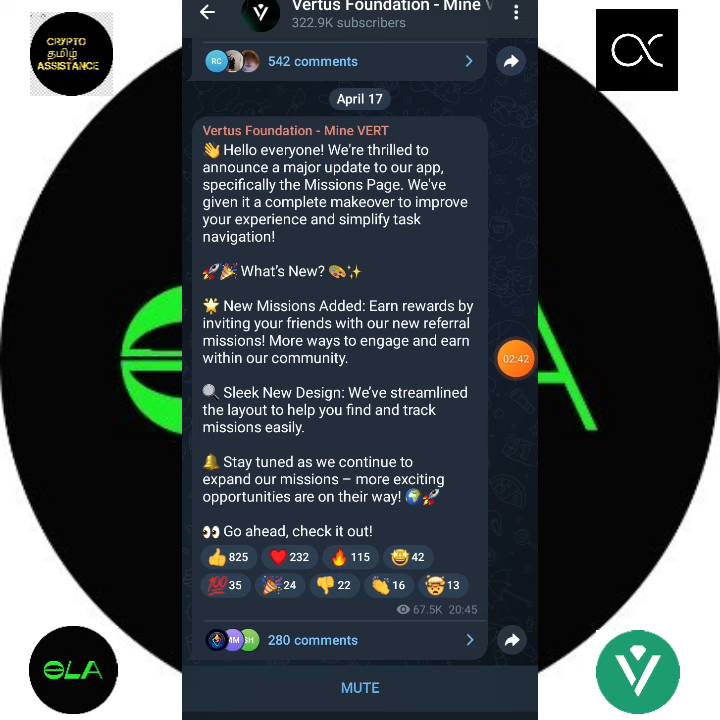 CRYPTO
தமிழ்
ASSISTANCE
Vertus Foundation - Mine V
322.9K subscribers
RC
542 comments
April 17
Vertus Foundation - Mine VERT
👋 Hello everyone! We're thrilled to
announce a major update to our app,
specifically the Missions Page. We've
given it a complete makeover to improve
your experience and simplify task
navigation!
🚀🎉 What's New? 🎨✨
🌟 New Missions Added: Earn rewards by
inviting your friends with our new referral
missions! More ways to engage and earn
within our community.
🔍 Sleek New Design: We've streamlined
the layout to help you find and track
missions easily.
🔔 Stay tuned as we continue to
expand our missions – more exciting
opportunities are on their way! 🌍🚀
👀 Go ahead, check it out!
👍 825 ❤️ 232 🔥 115 🤩 42
💯 35 🎉 24 👎 22 👏 16 🤯 13
67.5K 20:45
MM SH 280 comments
MUTE
02:42
OLA